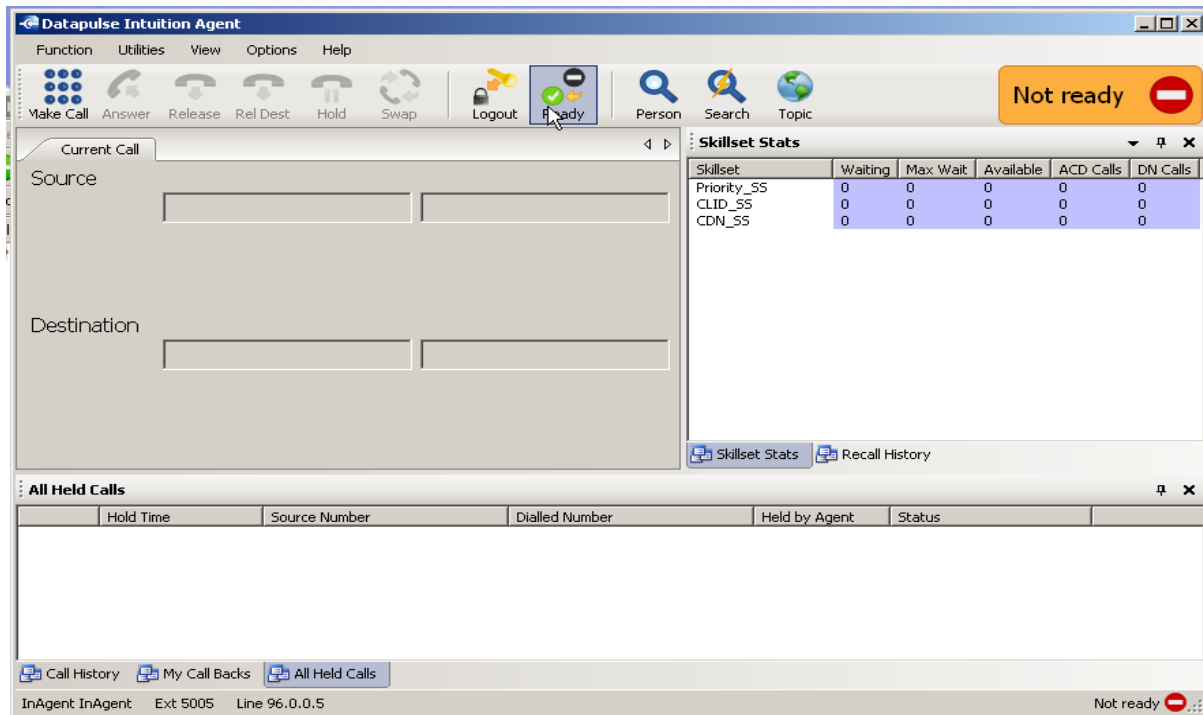 Datapulse Intuition Agent
Function Utilities View Options Help
Make Call Answer Release Rel Dest Hold Swap Logout Ready Person Search Topic
Not ready
Current Call
Source
Destination
Skillset Stats
Skillset Waiting Max Wait Available ACD Calls DN Calls
Priority_SS 0 0 0 0 0
CLID_SS 0 0 0 0 0
CDN_SS 0 0 0 0 0
Skillset Stats Recall History
All Held Calls
Hold Time Source Number Dialled Number Held by Agent Status
Call History My Call Backs All Held Calls
InAgent InAgent Ext 5005 Line 96.0.0.5 Not ready